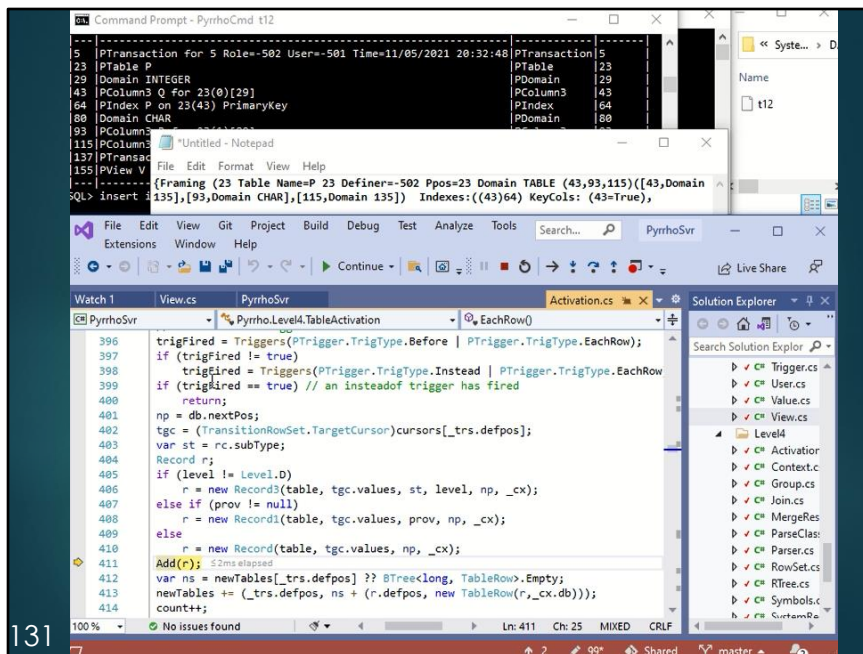 Command Prompt - PyrrhoCmd t12
|---|---|---|---|
|5 |PTransaction for 5 Role=-502 User=-501 Time=11/05/2021 20:32:48|PTransaction|5 |
|23 |PTable P |PTable |23 |
|29 |Domain INTEGER |PDomain |29 |
|43 |PColumn3 Q for 23(0)[29] |PColumn3 |43 |
|64 |PIndex P on 23(43) PrimaryKey |PIndex |64 |
|80 |Domain CHAR |PDomain |80 |
|93 |PColumn3
|115|PColumn3
|137|PTransac
|155|PView V
SQL> insert i
« Syste... › D
Name
t12
*Untitled - Notepad
File Edit Format View Help
{Framing (23 Table Name=P 23 Definer=-502 Ppos=23 Domain TABLE (43,93,115)([43,Domain
135],[93,Domain CHAR],[115,Domain 135]) Indexes:((43)64) KeyCols: (43=True),
File Edit View Git Project Build Debug Test Analyze Tools Search... PyrrhoSvr
Extensions Window Help
Continue Live Share
Watch 1 View.cs PyrrhoSvr Activation.cs Solution Explorer
PyrrhoSvr Pyrrho.Level4.TableActivation EachRow()
Search Solution Explor
396 trigFired = Triggers(PTrigger.TrigType.Before | PTrigger.TrigType.EachRow);
397 if (trigFired != true)
398 trigFired = Triggers(PTrigger.TrigType.Instead | PTrigger.TrigType.EachRow
399 if (trigFired == true) // an insteadof trigger has fired
400 return;
401 np = db.nextPos;
402 tgc = (TransitionRowSet.TargetCursor)cursors[_trs.defpos];
403 var st = rc.subType;
404 Record r;
405 if (level != Level.D)
406 r = new Record3(table, tgc.values, st, level, np, _cx);
407 else if (prov != null)
408 r = new Record1(table, tgc.values, prov, np, _cx);
409 else
410 r = new Record(table, tgc.values, np, _cx);
411 Add(r); ≤2ms elapsed
412 var ns = newTables[_trs.defpos] ?? BTree<long, TableRow>.Empty;
413 newTables += (_trs.defpos, ns + (r.defpos, new TableRow(r,_cx.db)));
414 count++;
C# Trigger.cs
C# User.cs
C# Value.cs
C# View.cs
Level4
C# Activation
C# Context.c
C# Group.cs
C# Join.cs
C# MergeRes
C# ParseClas
C# Parser.cs
C# RowSet.cs
C# RTree.cs
C# Symbols.c
C# SystemRe
100 % No issues found Ln: 411 Ch: 25 MIXED CRLF
2 99* Shared master
131